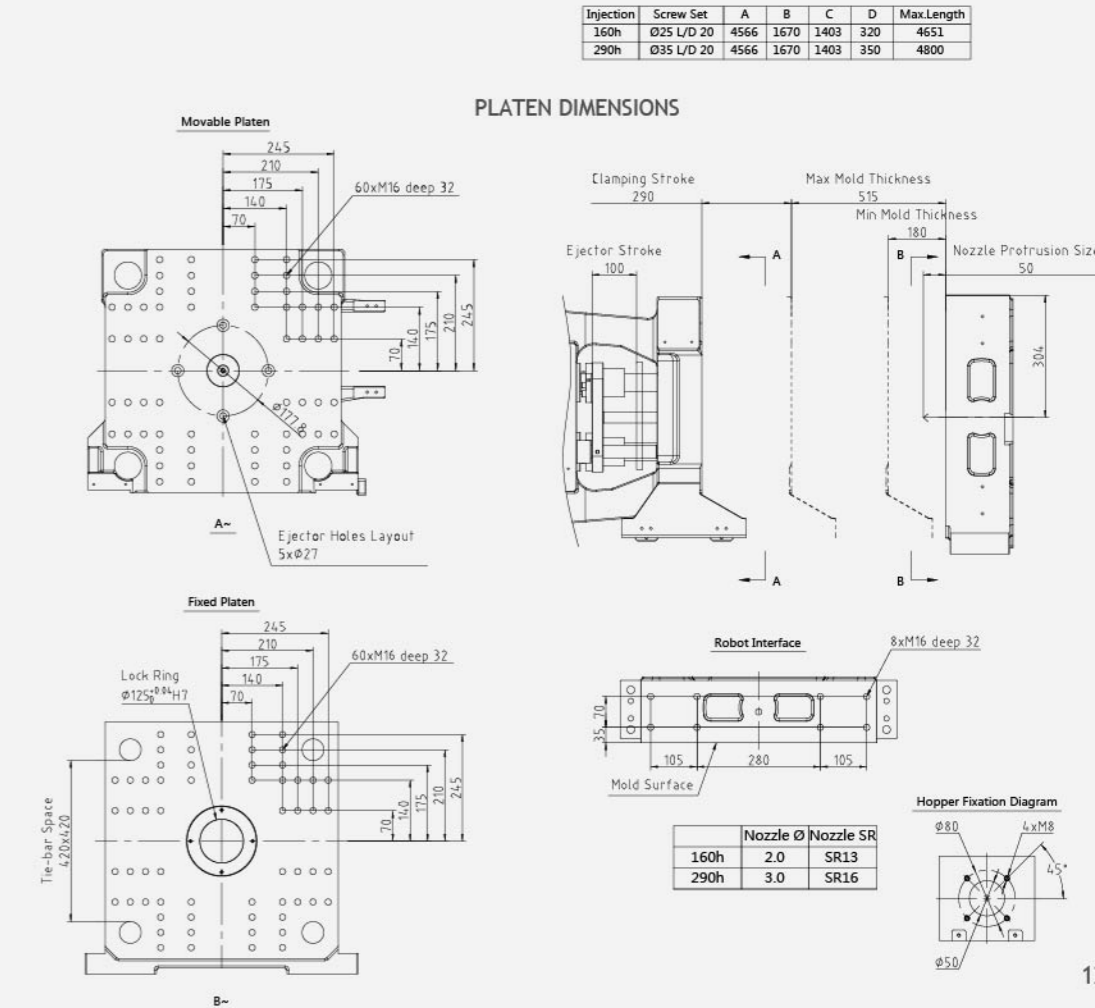 Injection Screw Set A B C D Max.Length
160h Ø25 L/D 20 4566 1670 1403 320 4651
290h Ø35 L/D 20 4566 1670 1403 350 4800
PLATEN DIMENSIONS
Movable Platen
245
210
175
140
70
60xM16 deep 32
70
140
175
210
245
Ø177.8
A~
Ejector Holes Layout
5xØ27
Clamping Stroke
290
Max Mold Thickness
515
Min Mold Thickness
180
Ejector Stroke
100
A
B
Nozzle Protrusion Size
50
304
A
B
Fixed Platen
245
210
175
140
70
60xM16 deep 32
Lock Ring
Ø125 +0.04 0 H7
70
140
175
210
245
Tie-bar Space
420x420
B~
Robot Interface
8xM16 deep 32
70
35
105 280 105
Mold Surface
Nozzle Ø Nozzle SR
160h 2.0 SR13
290h 3.0 SR16
Hopper Fixation Diagram
Ø80
4xM8
45°
Ø50